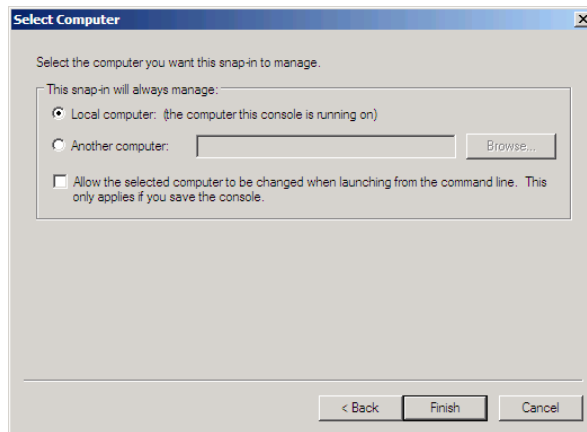 Select Computer
Select the computer you want this snap-in to manage.
This snap-in will always manage:
Local computer: (the computer this console is running on)
Another computer:
Browse...
Allow the selected computer to be changed when launching from the command line. This
only applies if you save the console.
< Back
Finish
Cancel